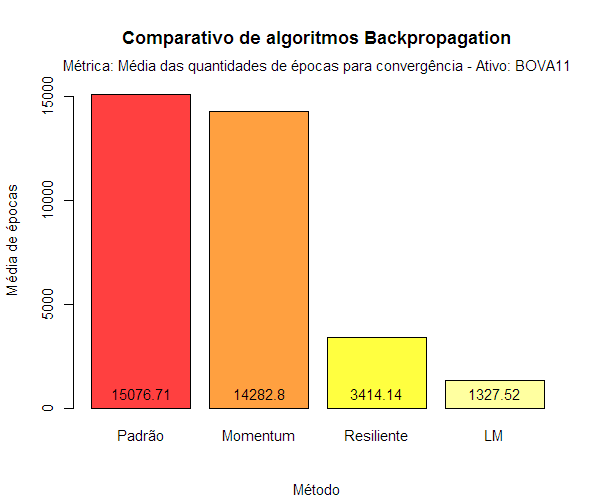 Comparativo de algoritmos Backpropagation
Métrica: Média das quantidades de épocas para convergência - Ativo: BOVA11
Média de épocas
15000
10000
5000
0
15076.71
14282.8
3414.14
1327.52
Padrão
Momentum
Resiliente
LM
Método